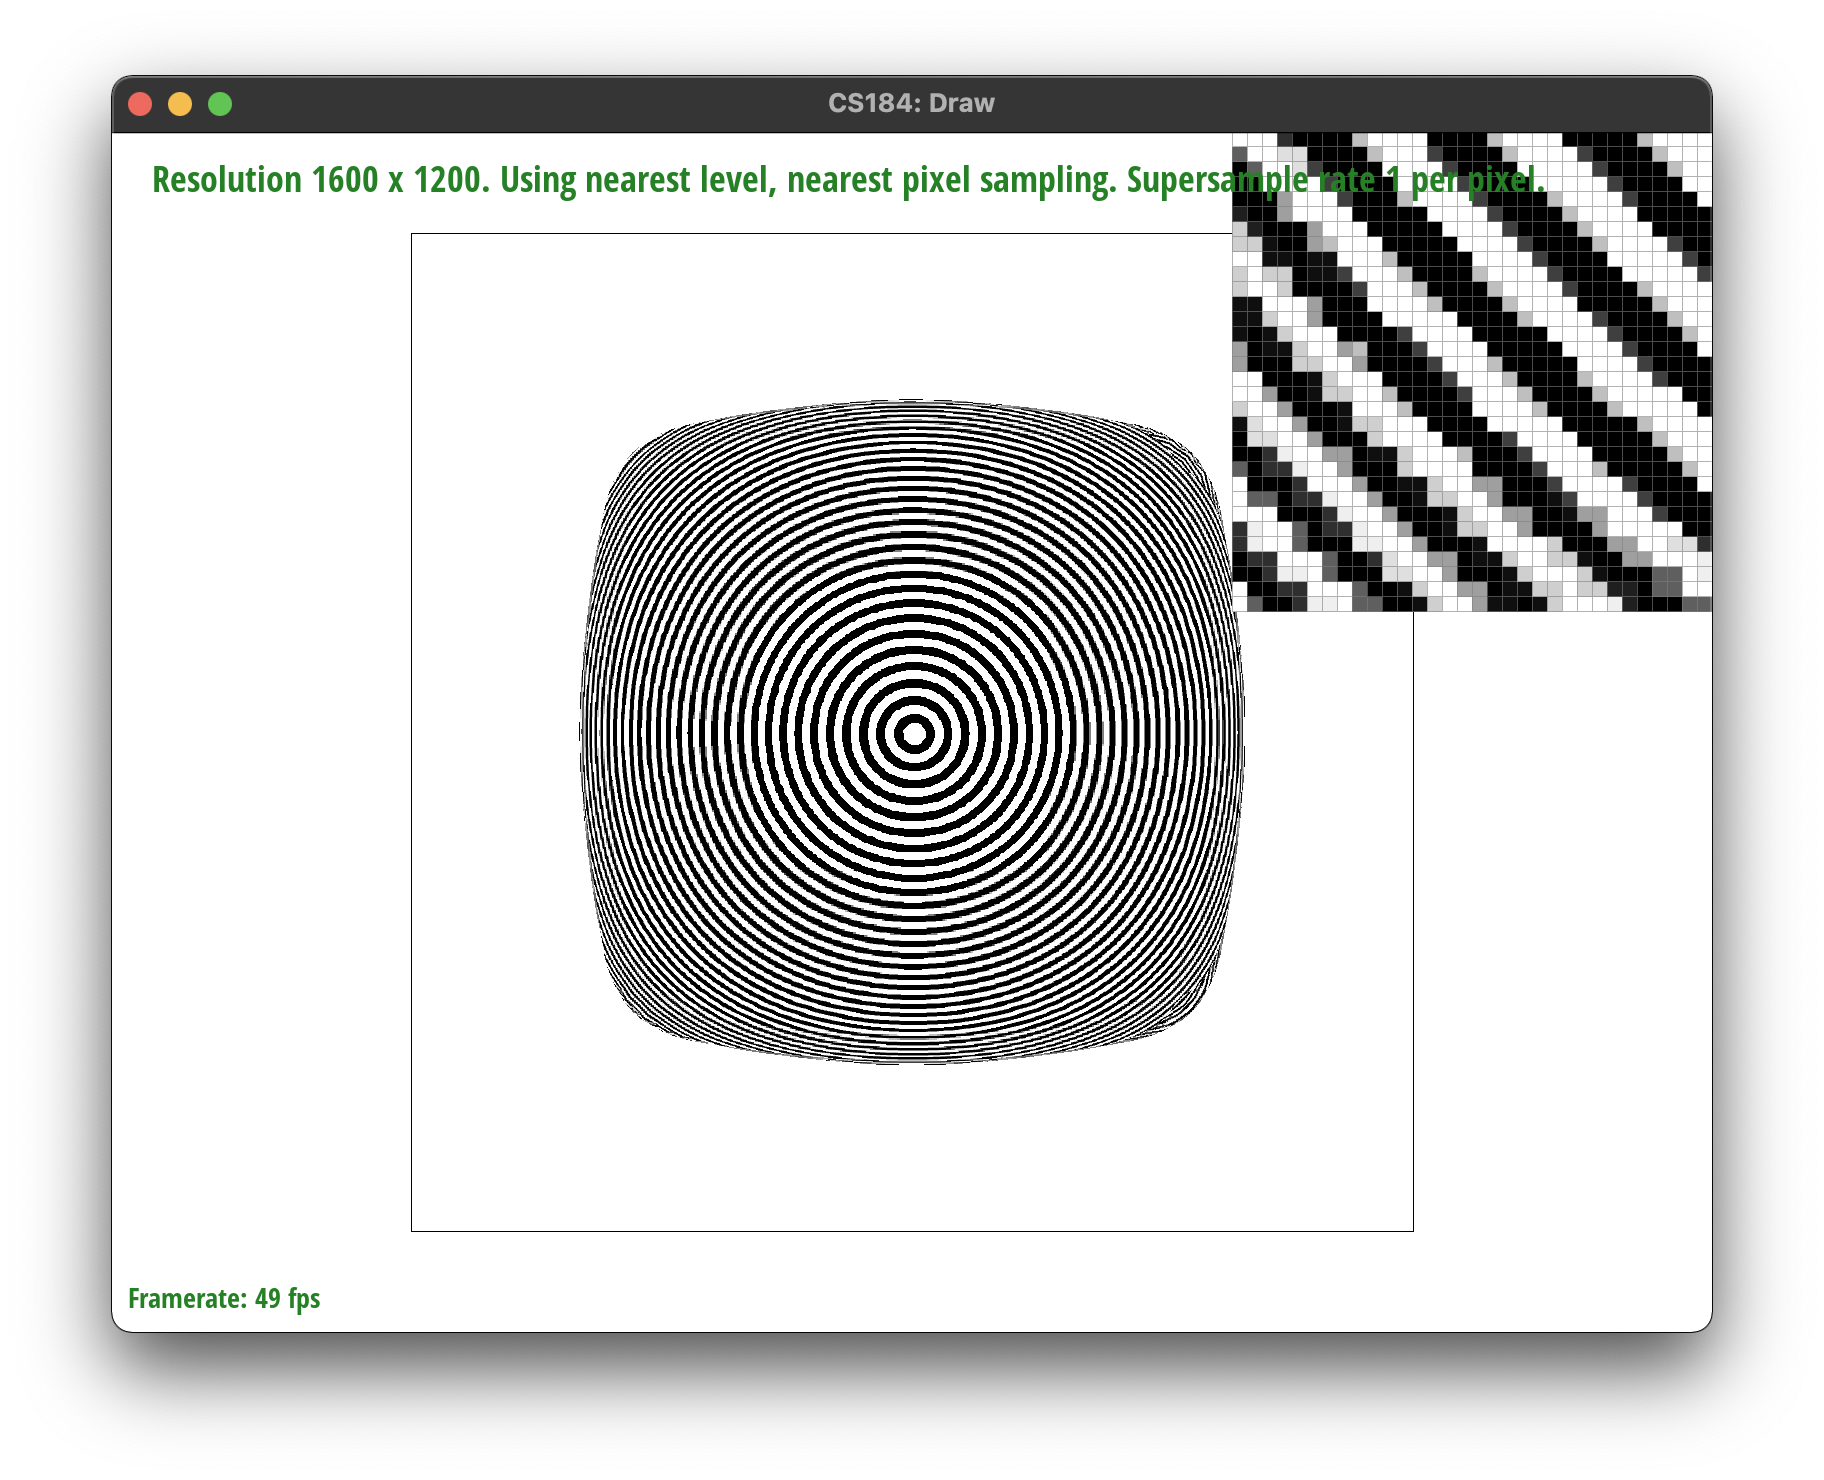 CS184: Draw
Resolution 1600 x 1200. Using nearest level, nearest pixel sampling. Supersample rate 1 per pixel.
Framerate: 49 fps